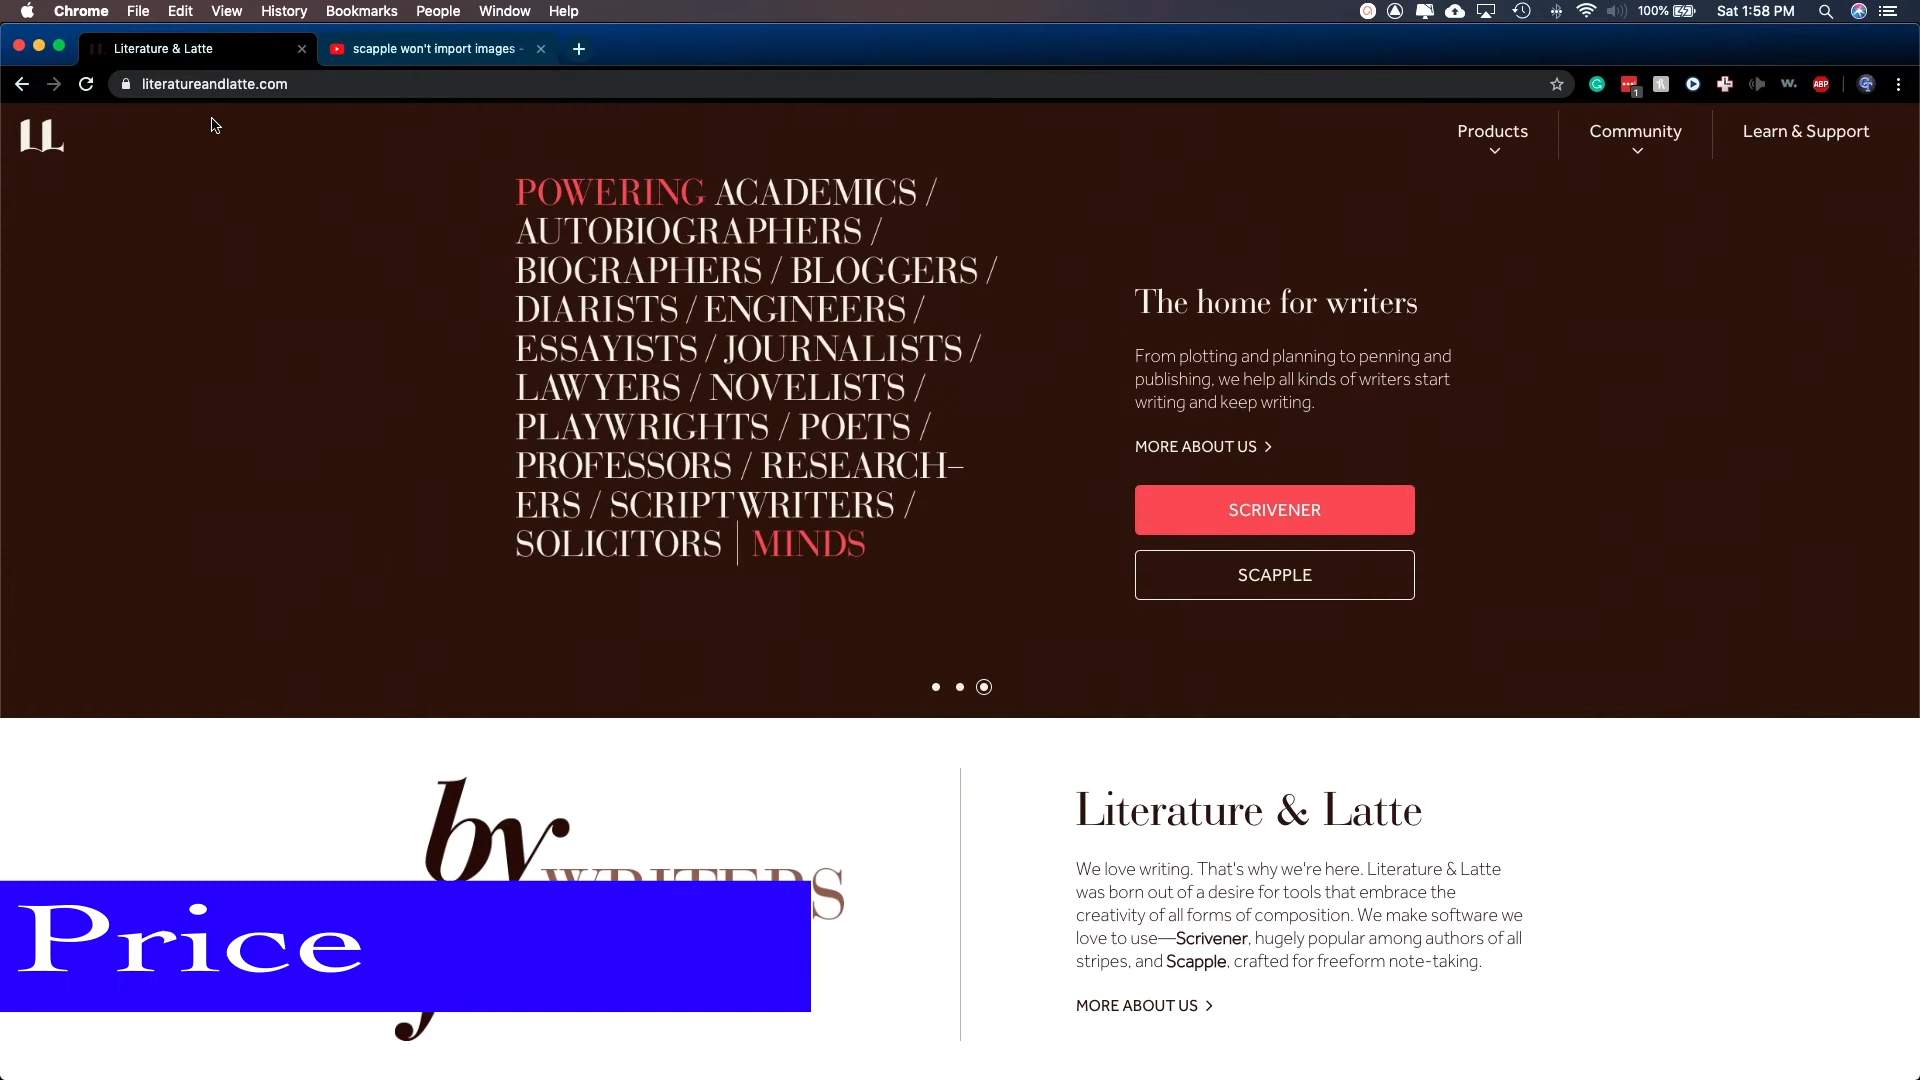 Chrome File Edit View History Bookmarks People Window Help 100% Sat 1:58 PM
Literature & Latte scapple won't import images -
literatureandlatte.com
1 W. ABP
LL
Products Community Learn & Support
POWERING ACADEMICS /
AUTOBIOGRAPHERS /
BIOGRAPHERS / BLOGGERS /
DIARISTS / ENGINEERS /
ESSAYISTS / JOURNALISTS /
LAWYERS / NOVELISTS /
PLAYWRIGHTS / POETS /
PROFESSORS / RESEARCH–
ERS / SCRIPTWRITERS /
SOLICITORS | MINDS
The home for writers
From plotting and planning to penning and
publishing, we help all kinds of writers start
writing and keep writing.
MORE ABOUT US >
SCRIVENER
SCAPPLE
by
WRITERS
Price
Literature & Latte
We love writing. That's why we're here. Literature & Latte
was born out of a desire for tools that embrace the
creativity of all forms of composition. We make software we
love to use—Scrivener, hugely popular among authors of all
stripes, and Scapple, crafted for freeform note-taking.
MORE ABOUT US >